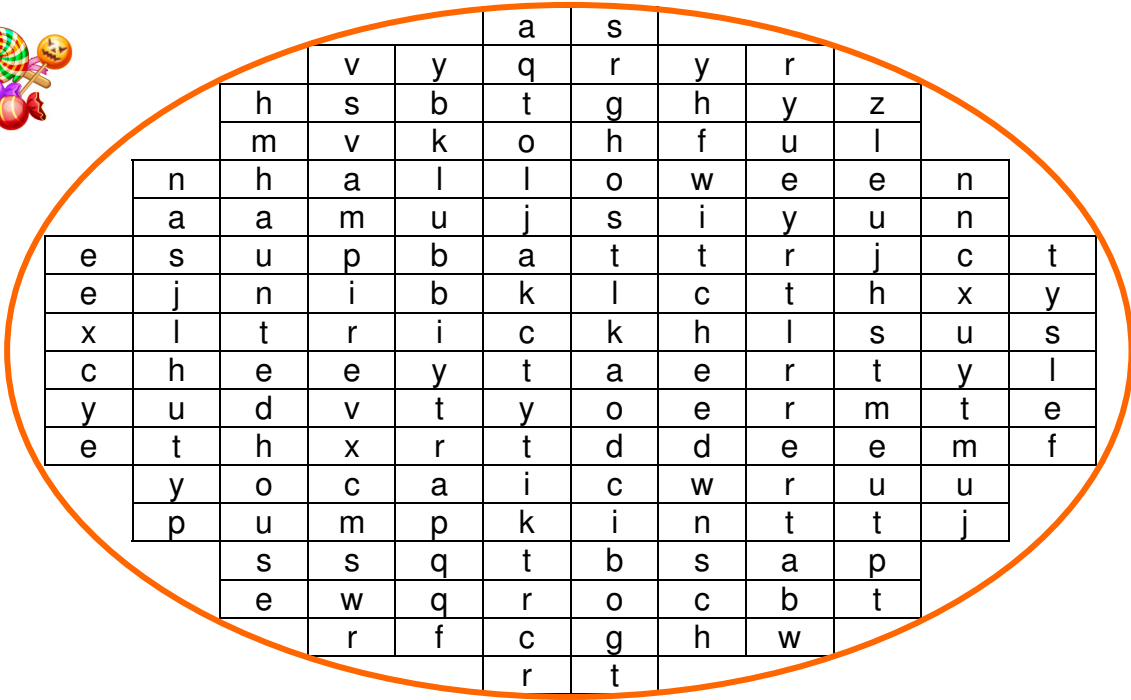 a s
v y q r y r
h s b t g h y z
m v k o h f u l
n h a l l o w e e n
a a m u j s i y u n
e s u p b a t t r j c t
e j n i b k l c t h x y
x l t r i c k h l s u s
c h e e y t a e r t y l
y u d v t y o e r m t e
e t h x r t d d e e m f
y o c a i c w r u u
p u m p k i n t t j
s s q t b s a p
e w q r o c b t
r f c g h w
r t